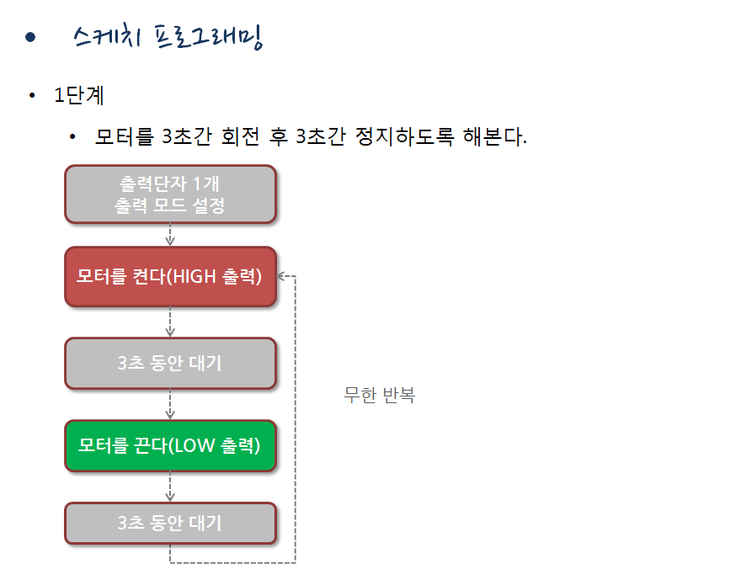 스케치 프로그래밍
1단계
모터를 3초간 회전 후 3초간 정지하도록 해본다.
출력단자 1개
출력 모드 설정
모터를 켠다(HIGH 출력)
3초 동안 대기
무한 반복
모터를 끈다(LOW 출력)
3초 동안 대기